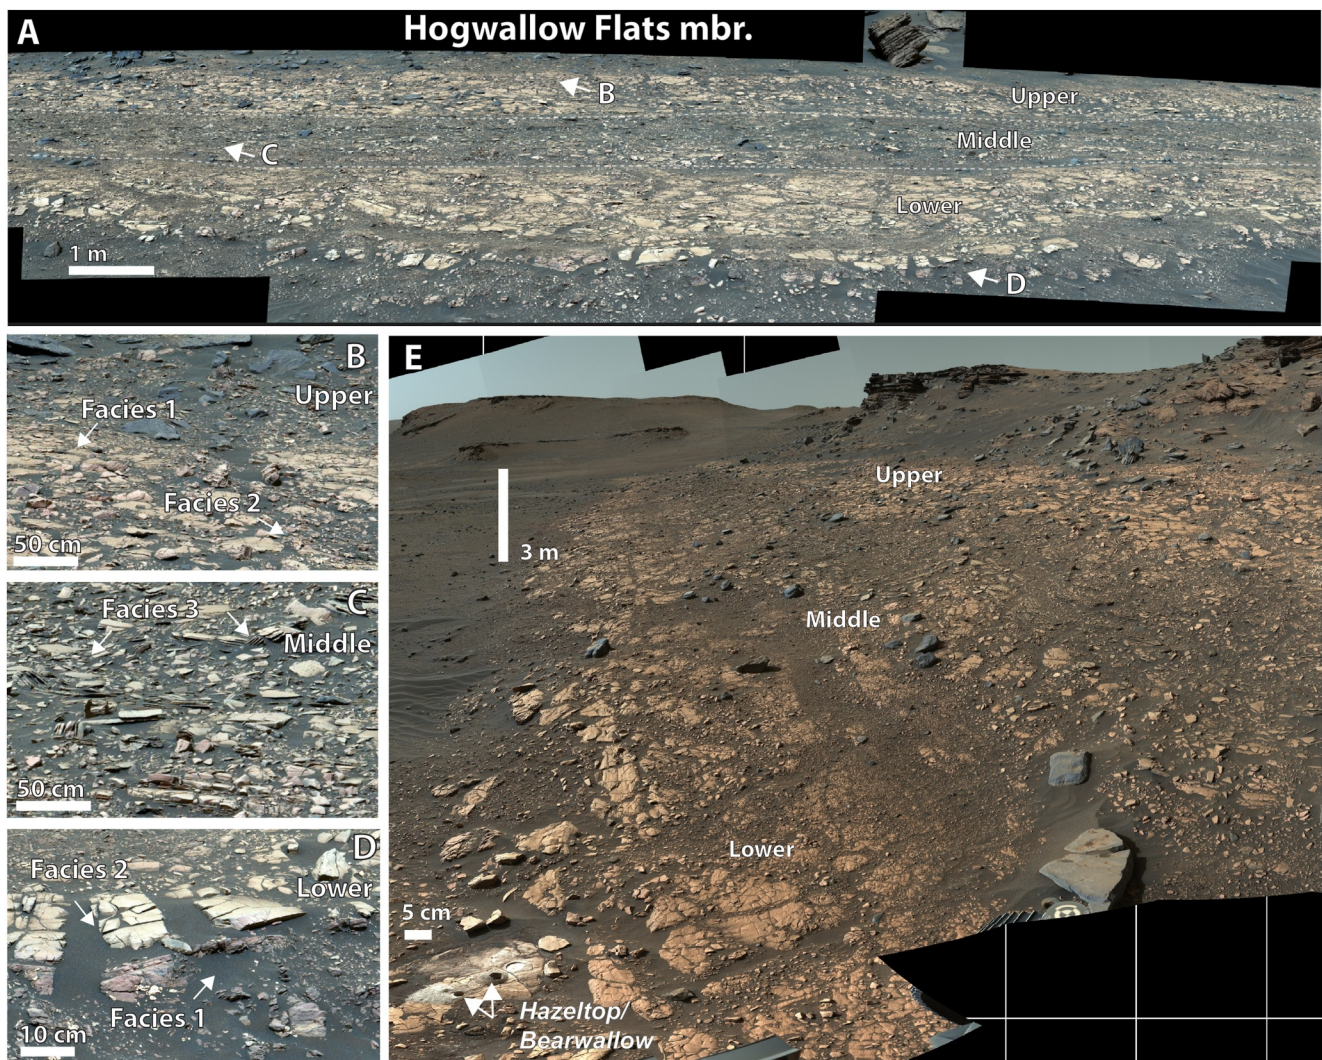 A
Hogwallow Flats mbr.
B
Upper
Middle
C
Lower
1 m
D
B
Upper
Facies 1
Facies 2
50 cm
C
Facies 3
Middle
50 cm
D
Facies 2
Lower
Facies 1
10 cm
E
Upper
3 m
Middle
Lower
5 cm
Hazeltop/
Bearwallow